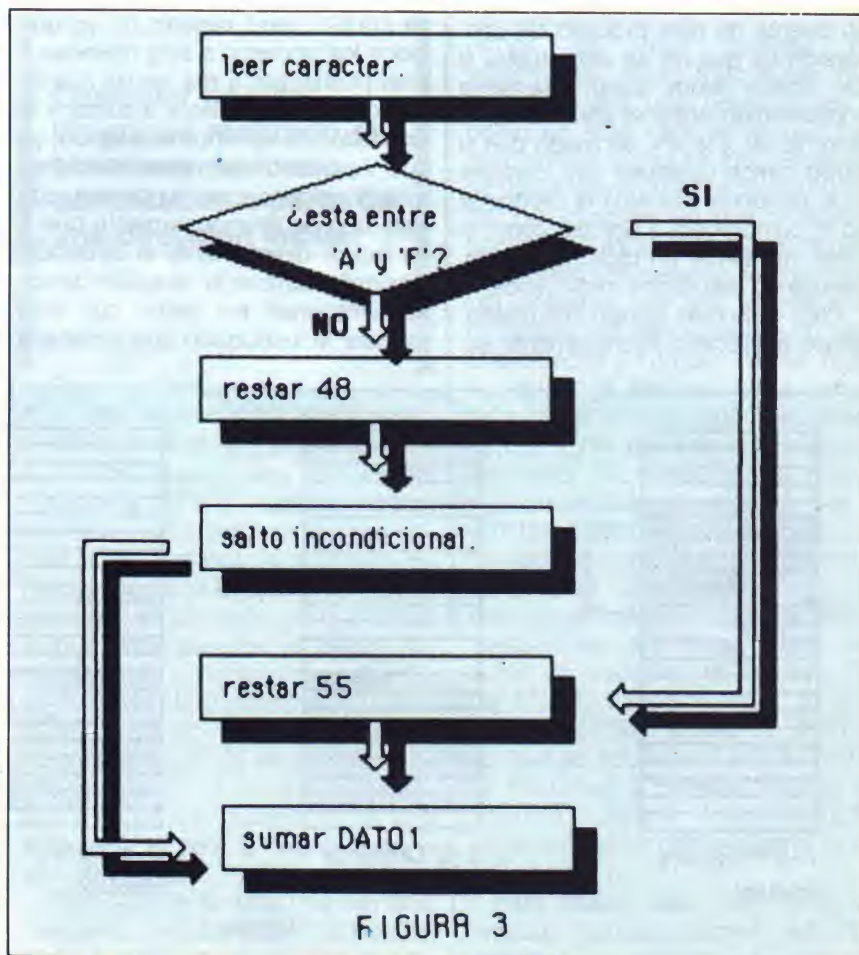 leer caracter.
¿esta entre
'A' y 'F'?
SI
NO
restar 48
salto incondicional.
restar 55
sumar DATO1
FIGURA 3